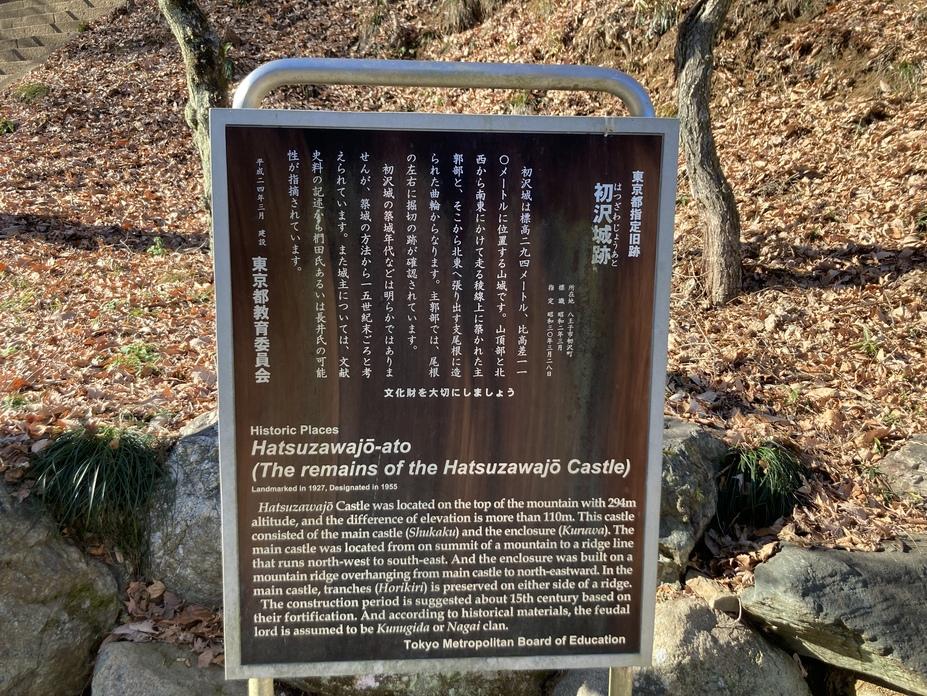 東京都指定旧跡
はつざわじょうあと
初沢城跡
所在地 八王子市初沢町
標識 昭和二年三月
指定 昭和三〇年三月二八日
初沢城は標高二九四メートル、比高差一一
〇メートルに位置する山城です。山頂部と北
西から南東にかけて走る稜線上に築かれた主
郭部と、そこから北東へ張り出す支尾根に造
られた曲輪からなります。主郭部では、尾根
の左右に掘切の跡が確認されています。
初沢城の築城年代などは明らかではありま
せんが、築城の方法から一五世紀末ごろと考
えられています。また城主については、文献
史料の記述から椚田氏あるいは長井氏の可能
性が指摘されています。
平成二四年三月 建設
東京都教育委員会
文化財を大切にしましょう
Historic Places
Hatsuzawajō-ato
(The remains of the Hatsuzawajō Castle)
Landmarked in 1927, Designated in 1955
Hatsuzawajō Castle was located on the top of the mountain with 294m
altitude, and the difference of elevation is more than 110m. This castle
consisted of the main castle (Shukaku) and the enclosure (Kuruwa). The
main castle was located from on summit of a mountain to a ridge line
that runs north-west to south-east. And the enclosure was built on a
mountain ridge overhanging from main castle to north-eastward. In the
main castle, tranches (Horikiri) is preserved on either side of a ridge.
The construction period is suggested about 15th century based on
their fortification. And according to historical materials, the feudal
lord is assumed to be Kunugida or Nagai clan.
Tokyo Metropolitan Board of Education